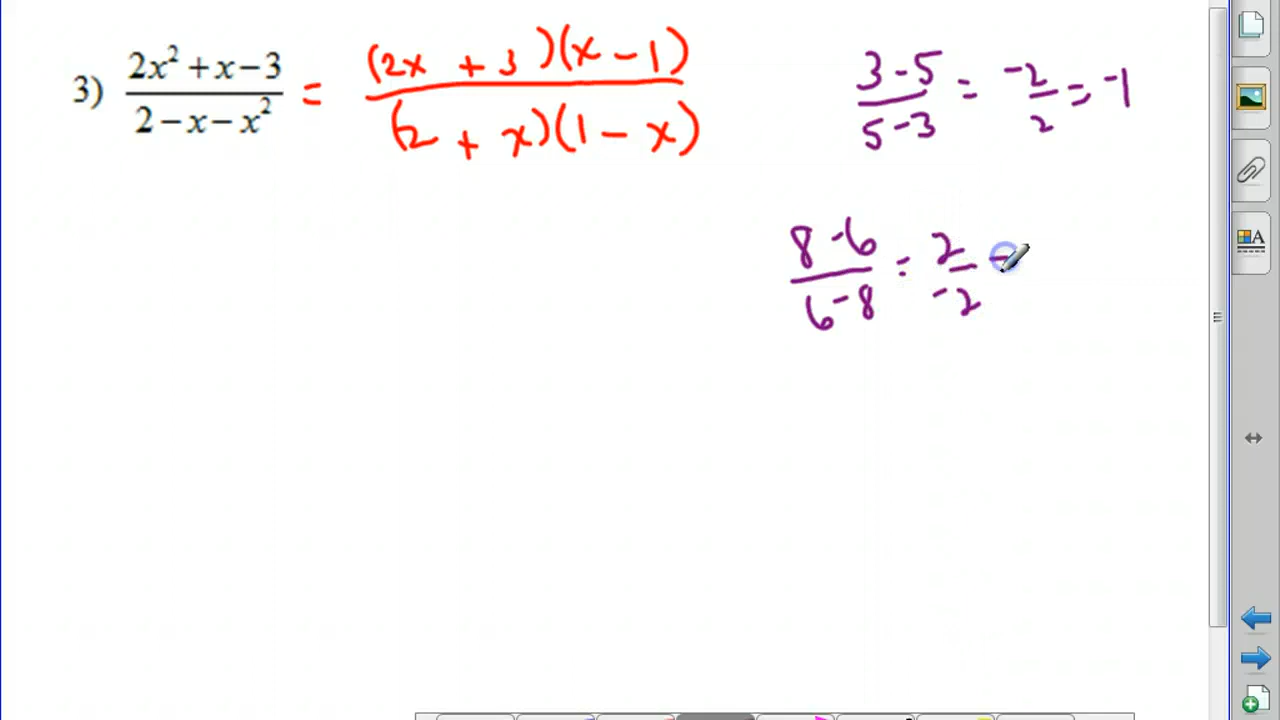 3) (2x² + x − 3)/(2 − x − x²) = ((2x + 3)(x − 1))/((2 + x)(1 − x))
(3 - 5)/(5 - 3) = -2/2 = -1
(8 - 6)/(6 - 8) = 2/-2 =